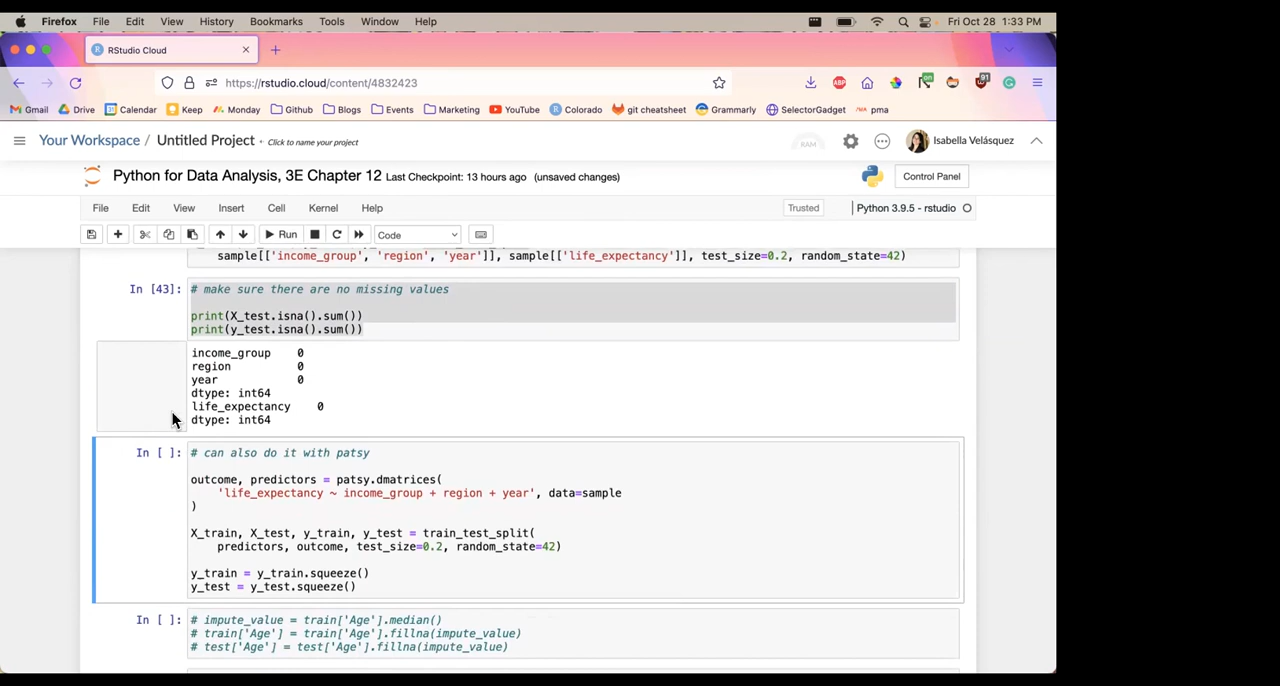 Firefox File Edit View History Bookmarks Tools Window Help Fri Oct 28 1:33 PM
RStudio Cloud
https://rstudio.cloud/content/4832423
Gmail Drive Calendar Keep Monday Github Blogs Events Marketing YouTube Colorado git cheatsheet Grammarly SelectorGadget pma
Your Workspace / Untitled Project • Click to name your project RAM Isabella Velásquez
Python for Data Analysis, 3E Chapter 12 Last Checkpoint: 13 hours ago (unsaved changes) Control Panel
File Edit View Insert Cell Kernel Help Trusted Python 3.9.5 - rstudio
Run Code
sample[['income_group', 'region', 'year']], sample[['life_expectancy']], test_size=0.2, random_state=42)
In [43]: # make sure there are no missing values
print(X_test.isna().sum())
print(y_test.isna().sum())
income_group 0
region 0
year 0
dtype: int64
life_expectancy 0
dtype: int64
In [ ]: # can also do it with patsy
outcome, predictors = patsy.dmatrices(
'life_expectancy ~ income_group + region + year', data=sample
)
X_train, X_test, y_train, y_test = train_test_split(
predictors, outcome, test_size=0.2, random_state=42)
y_train = y_train.squeeze()
y_test = y_test.squeeze()
In [ ]: # impute_value = train['Age'].median()
# train['Age'] = train['Age'].fillna(impute_value)
# test['Age'] = test['Age'].fillna(impute_value)